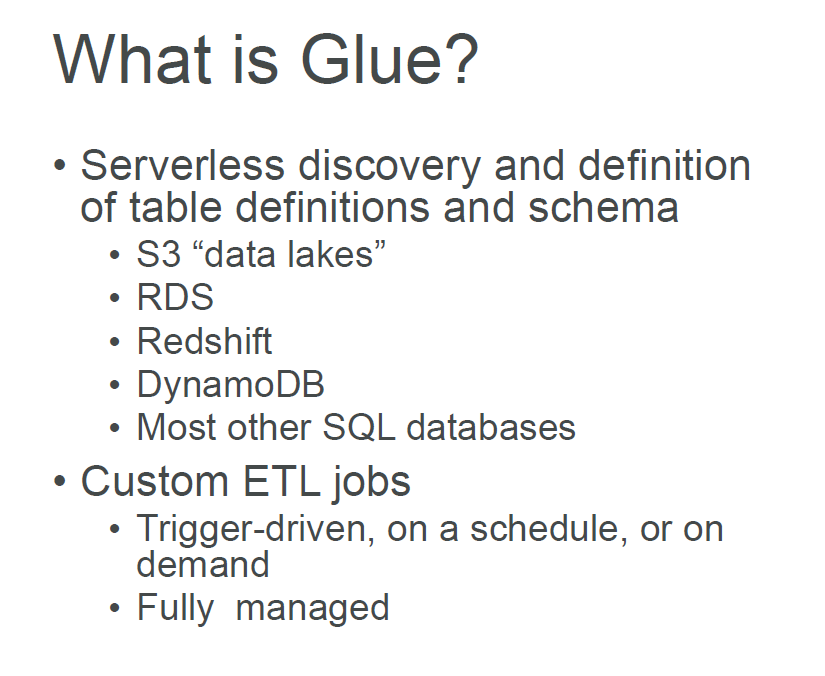 What is Glue?
• Serverless discovery and definition
of table definitions and schema
• S3 “data lakes”
• RDS
• Redshift
• DynamoDB
• Most other SQL databases
• Custom ETL jobs
• Trigger-driven, on a schedule, or on
demand
• Fully  managed